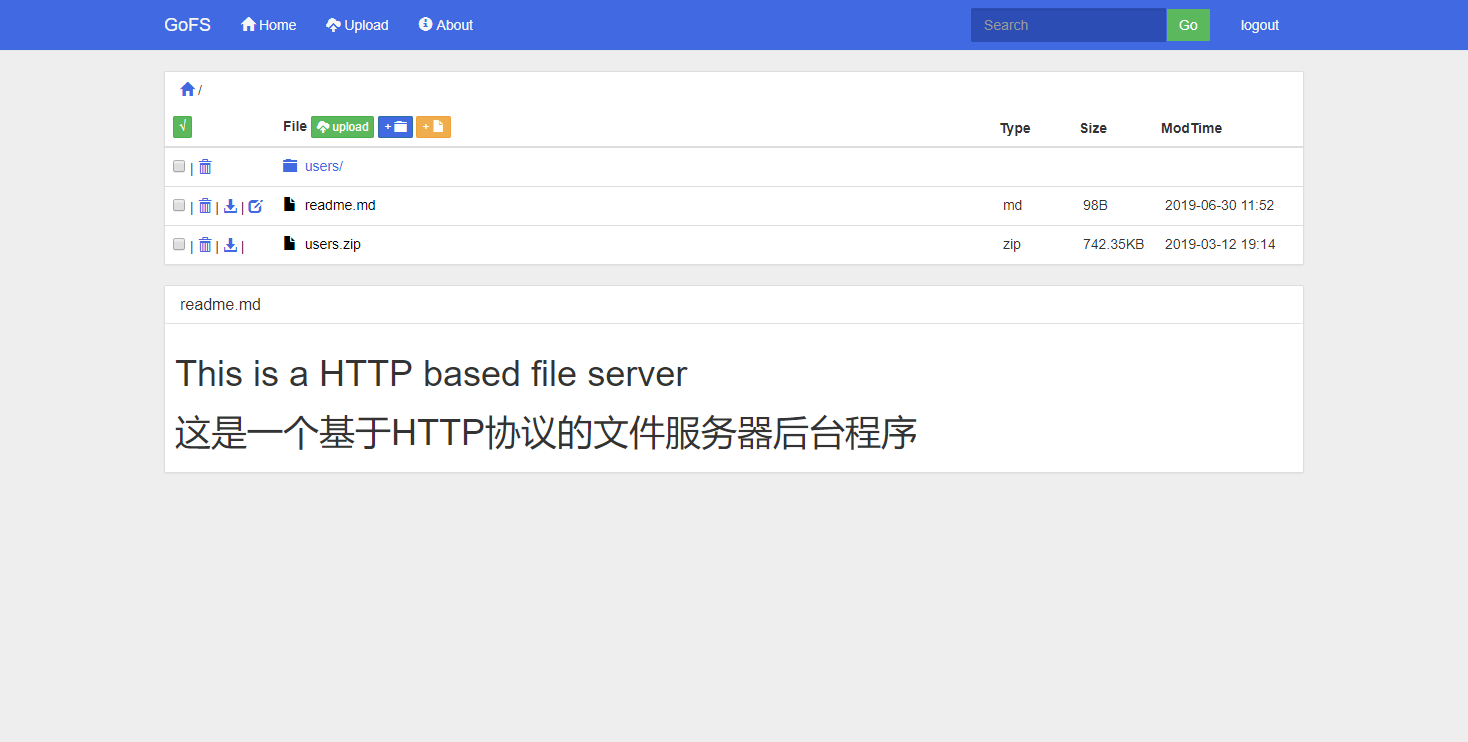 GoFS Home Upload About Search Go logout
/
√ File upload + + Type Size ModTime
| users/
| | | readme.md md 98B 2019-06-30 11:52
| | | users.zip zip 742.35KB 2019-03-12 19:14
readme.md
This is a HTTP based file server
这是一个基于HTTP协议的文件服务器后台程序